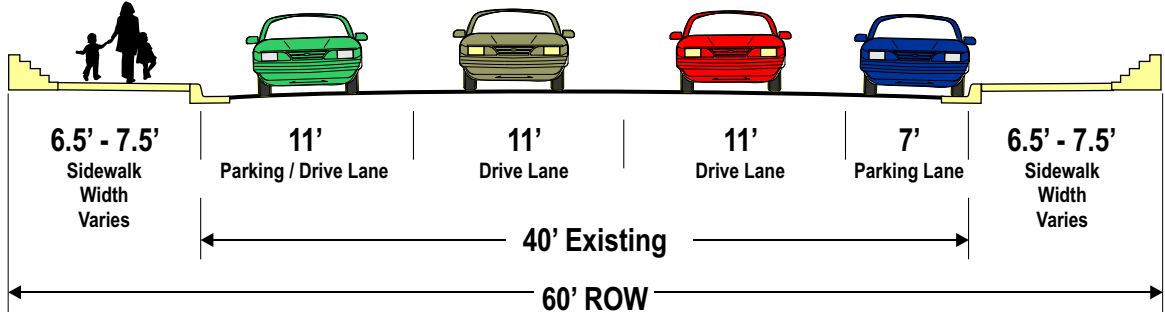 6.5’ - 7.5’
Sidewalk
Width
Varies
11’
Parking / Drive Lane
11’
Drive Lane
11’
Drive Lane
7’
Parking Lane
6.5’ - 7.5’
Sidewalk
Width
Varies
40’ Existing
60’ ROW